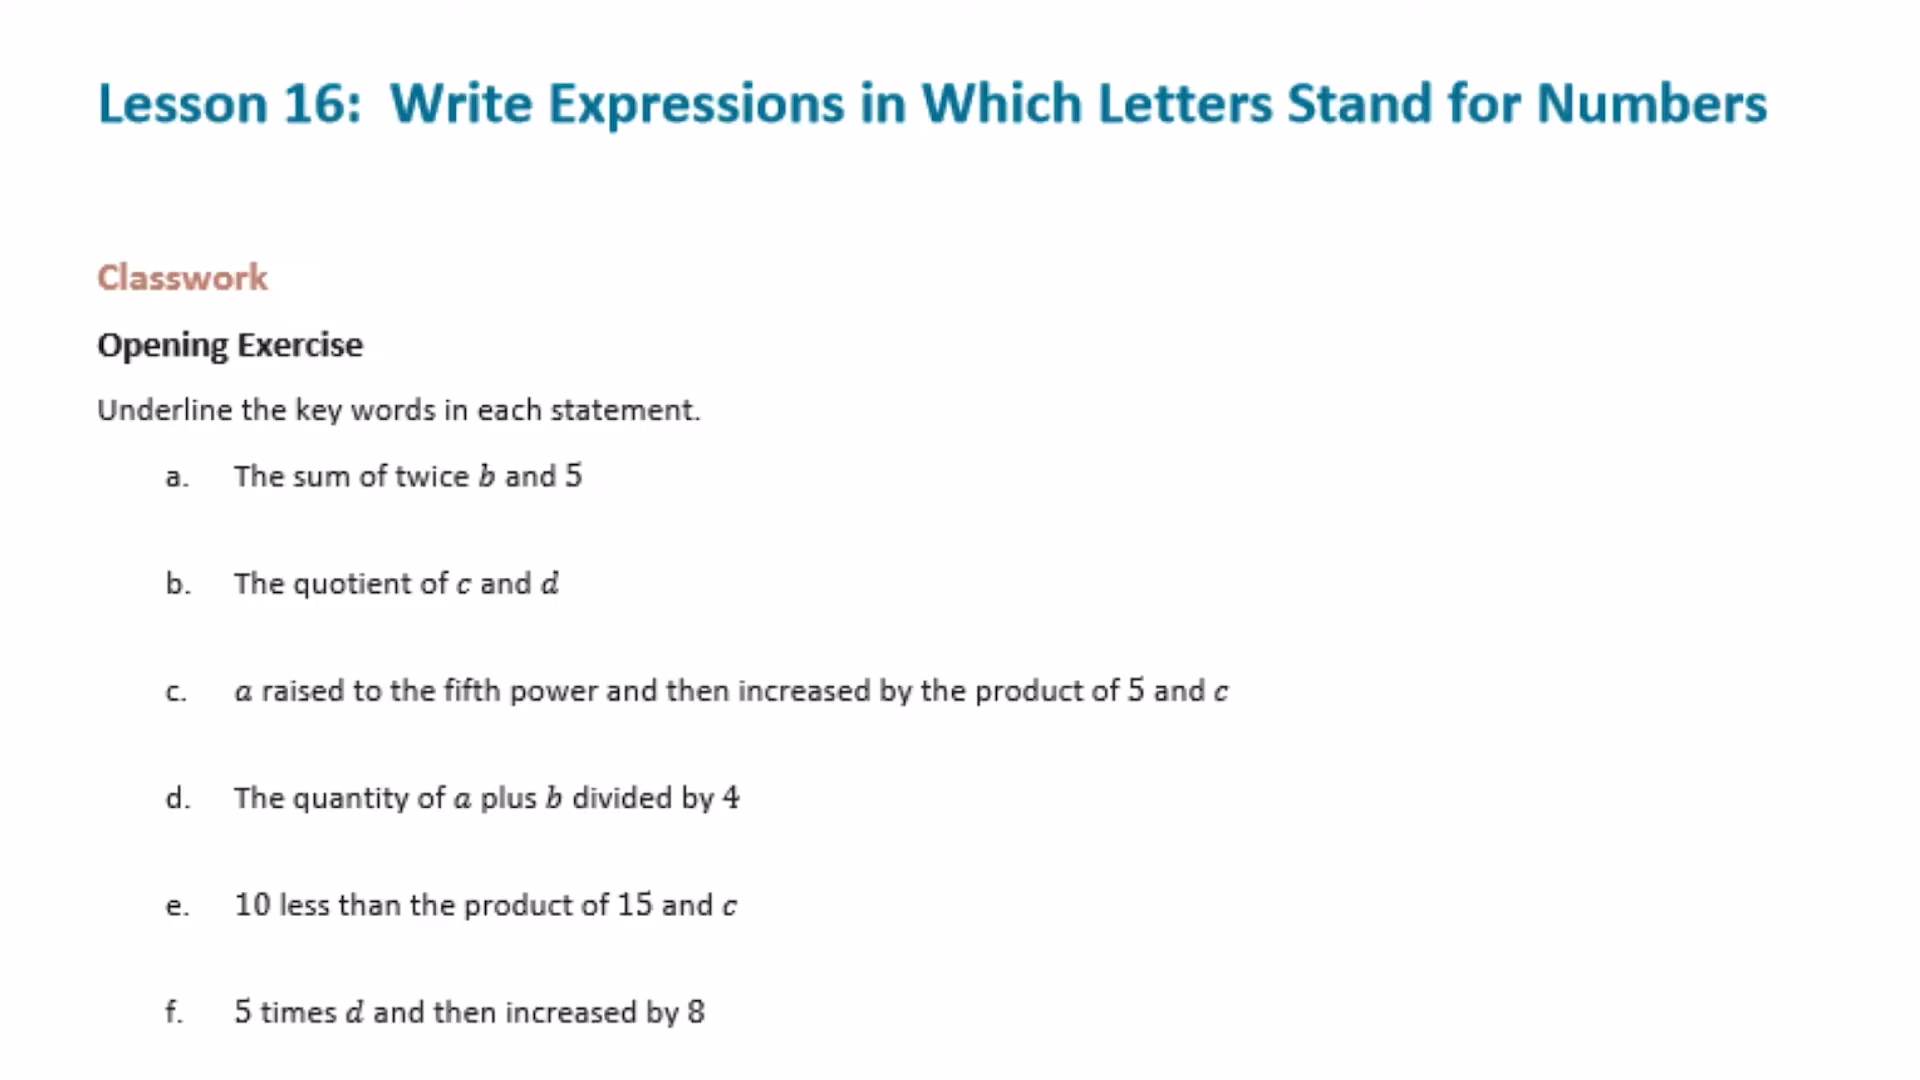 Lesson 16: Write Expressions in Which Letters Stand for Numbers
Classwork
Opening Exercise
Underline the key words in each statement.
a. The sum of twice b and 5
b. The quotient of c and d
c. a raised to the fifth power and then increased by the product of 5 and c
d. The quantity of a plus b divided by 4
e. 10 less than the product of 15 and c
f. 5 times d and then increased by 8